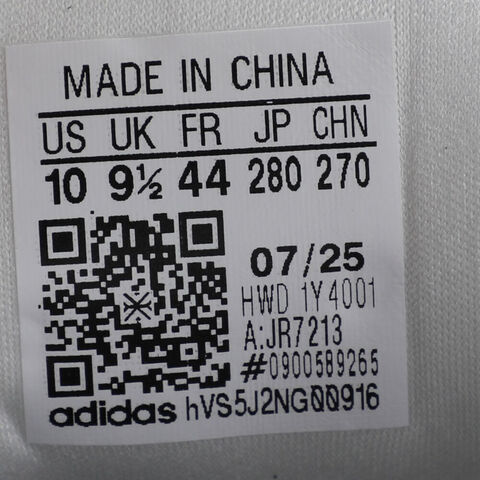 MADE IN CHINA
US UK FR JP CHN
10 9½ 44 280 270
07/25
HWD 1Y4001
A:JR7213
#0900589265
adidas hVS5J2NG00916